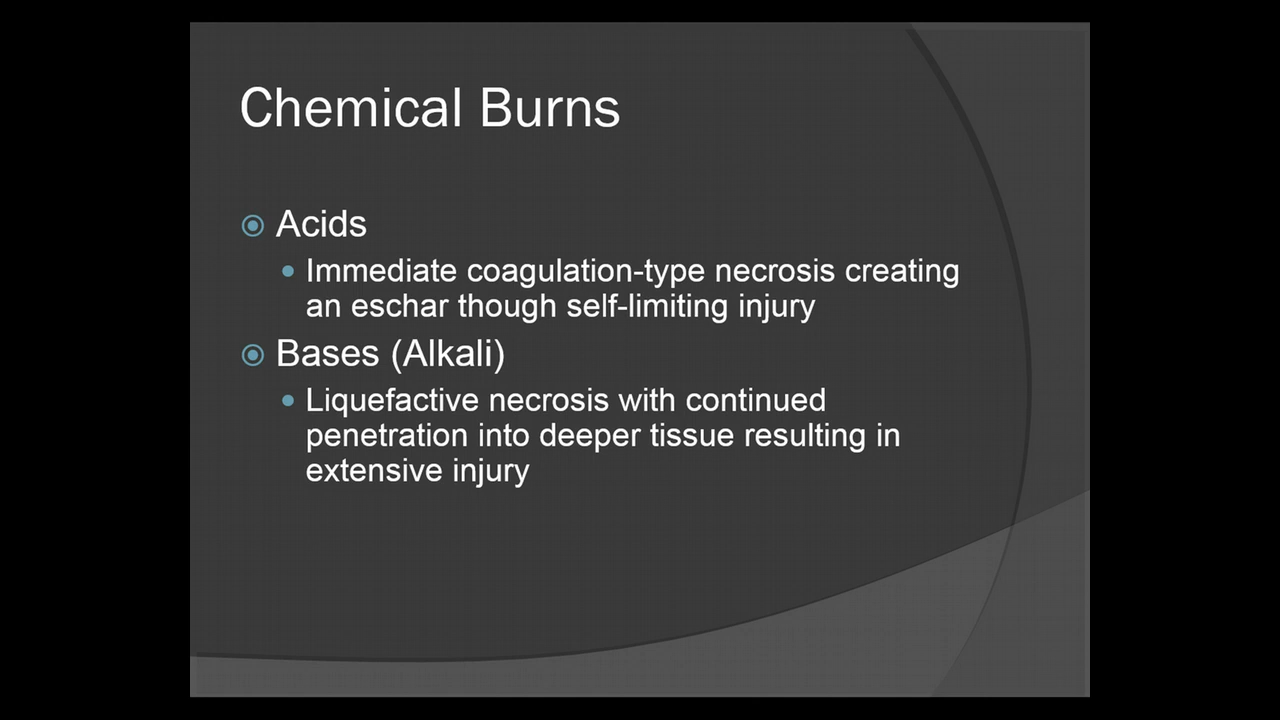 Chemical Burns
Acids
Immediate coagulation-type necrosis creating
an eschar though self-limiting injury
Bases (Alkali)
Liquefactive necrosis with continued
penetration into deeper tissue resulting in
extensive injury